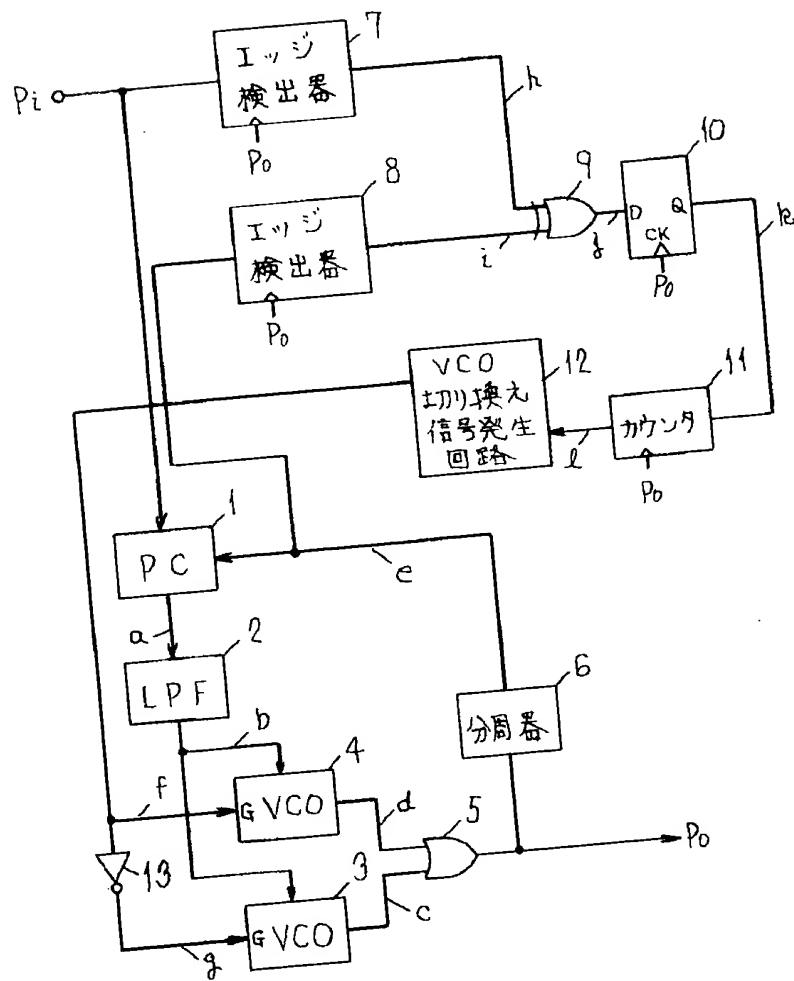 7
エッジ
検出器
Pi
h
Po
10
9
8
エッジ
検出器
D
Q
CK
i
j
k
Po
Po
VCO
切り換え
信号発生
回路
12
11
カウンタ
l
Po
1
PC
e
a
2
LPF
6
分周器
b
4
f
G VCO
d
5
Po
13
3
G VCO
c
g